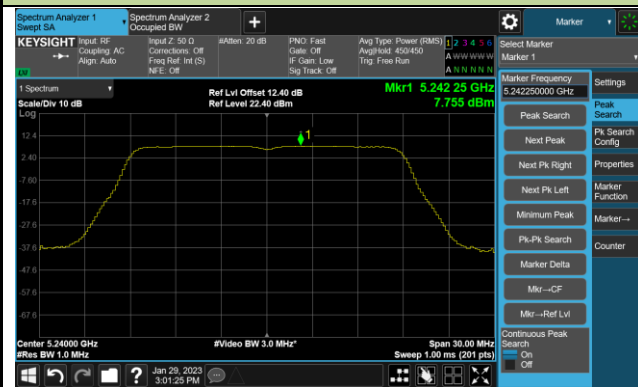 Spectrum Analyzer 1
Swept SA
Spectrum Analyzer 2
Occupied BW
+
Marker
KEYSIGHT
Input: RF
Coupling: AC
Align: Auto
Input Z: 50 Ω
Corrections: Off
Freq Ref: Int (S)
NFE: Off
#Atten: 20 dB
PNO: Fast
Gate: Off
IF Gain: Low
Sig Track: Off
Avg Type: Power (RMS)
Avg|Hold: 450/450
Trig: Free Run
1 2 3 4 5 6
A W W W W W
A N N N N N
LXI
Select Marker
Marker 1
1 Spectrum
Scale/Div 10 dB
Log
Ref Lvl Offset 12.40 dB
Ref Level 22.40 dBm
Mkr1 5.242 25 GHz
7.755 dBm
1
12.4
2.40
-7.60
-17.6
-27.6
-37.6
-47.6
-57.6
-67.6
Center 5.24000 GHz
#Res BW 1.0 MHz
#Video BW 3.0 MHz*
Span 30.00 MHz
Sweep 1.00 ms (201 pts)
Marker Frequency
5.242250000 GHz
Peak Search
Next Peak
Next Pk Right
Next Pk Left
Minimum Peak
Pk-Pk Search
Marker Delta
Mkr→CF
Mkr→Ref Lvl
Continuous Peak
Search
On
Off
Settings
Peak
Search
Pk Search
Config
Properties
Marker
Function
Marker→
Counter
?
Jan 29, 2023
3:01:25 PM